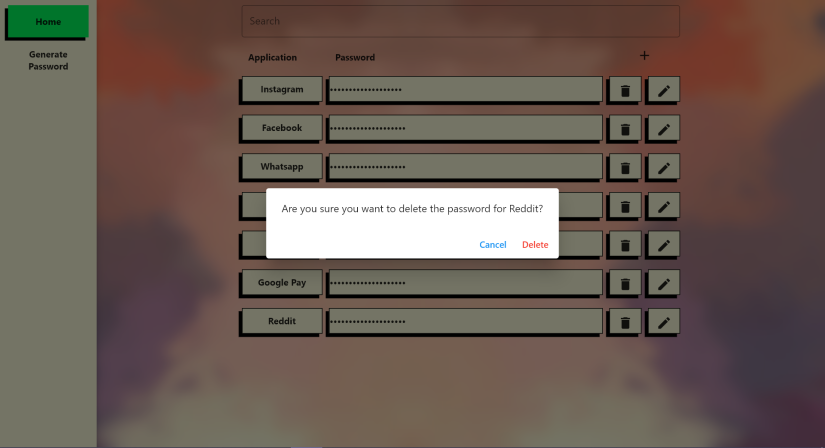 Home
Generate
Password
Search
Application Password +
Instagram ••••••••••••••••••••
Facebook •••••••••••••••••••••
Whatsapp •••••••••••••••••••••
Are you sure you want to delete the password for Reddit?
Cancel Delete
Google Pay •••••••••••••••••••••
Reddit •••••••••••••••••••••